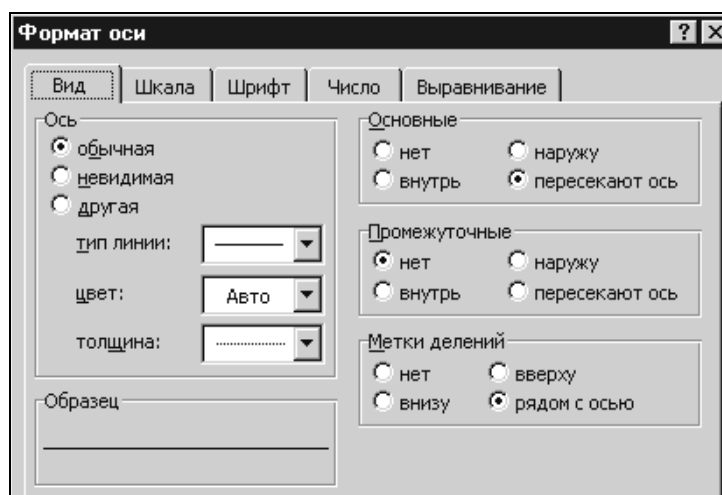 Формат оси
Вид Шкала Шрифт Число Выравнивание
Ось
обычная
невидимая
другая
тип линии:
цвет: Авто
толщина:
Образец
Основные
нет наружу
внутрь пересекают ось
Промежуточные
нет наружу
внутрь пересекают ось
Метки делений
нет вверху
внизу рядом с осью